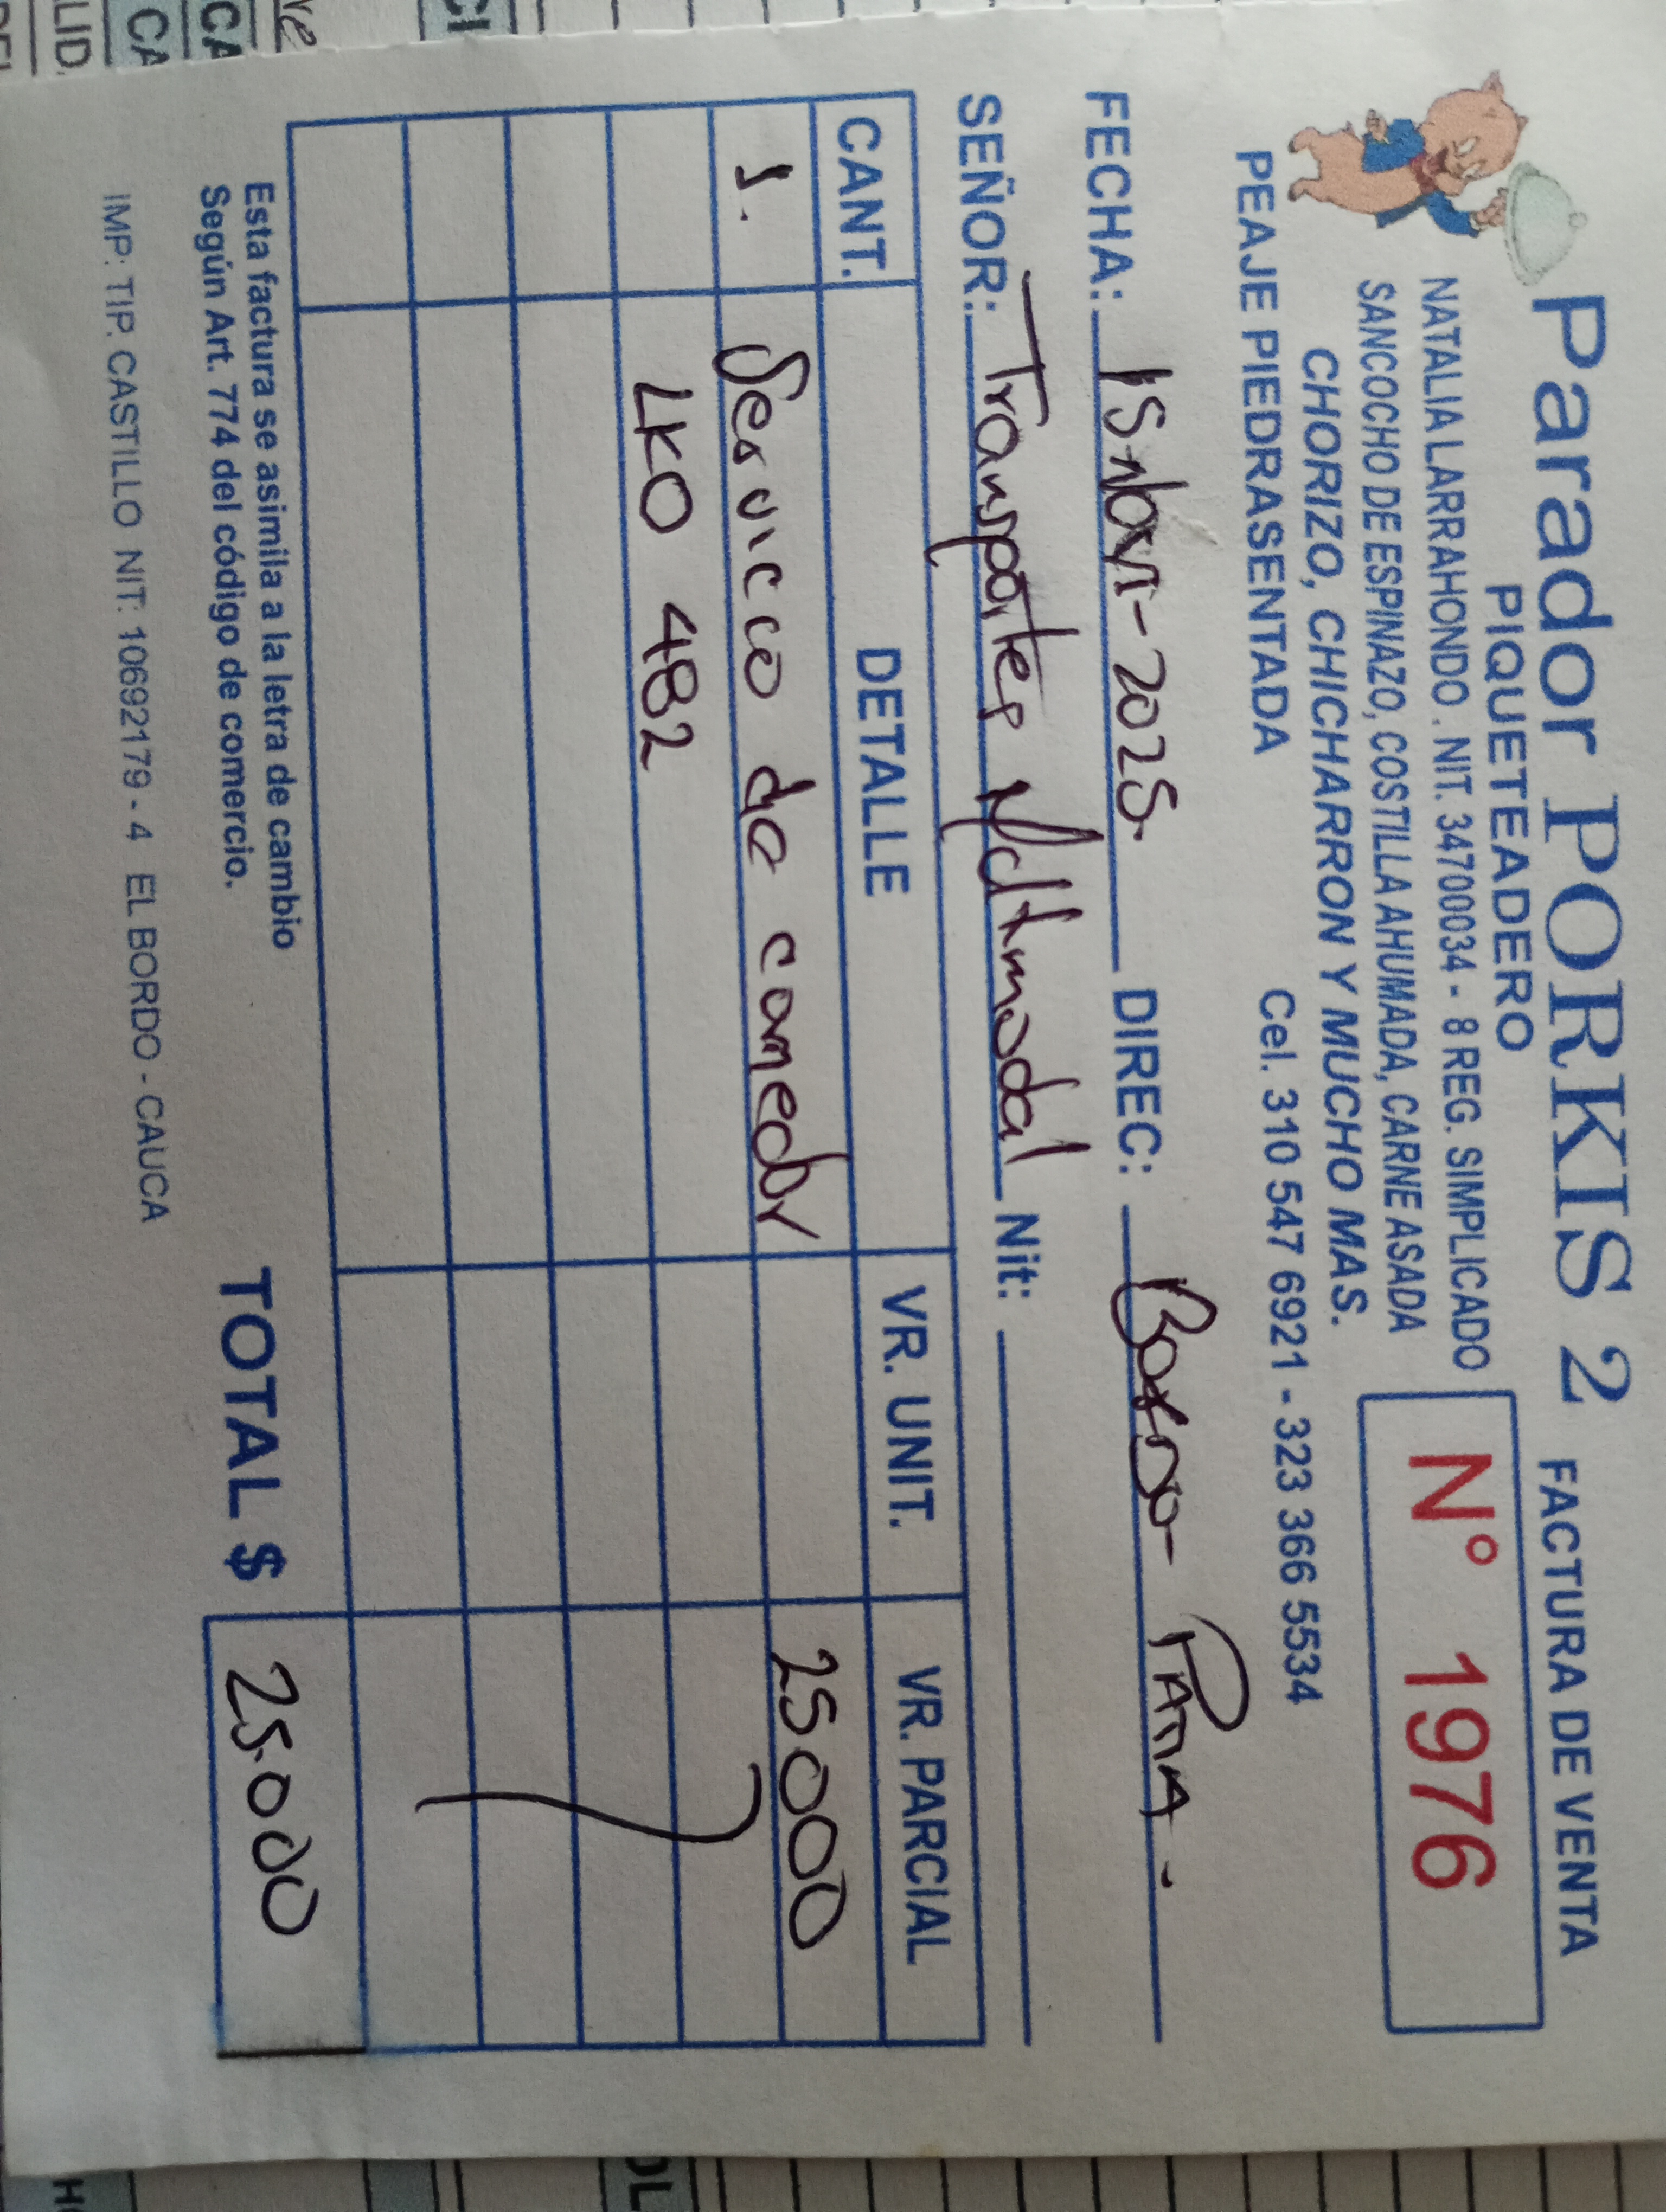 Parador PORKIS 2
FACTURA DE VENTA
PIQUETEADERO
NATALIA LARRAHONDO . NIT. 34700034 - 8 REG. SIMPLICADO
SANCOCHO DE ESPINAZO, COSTILLA AHUMADA, CARNE ASADA
CHORIZO, CHICHARRON Y MUCHO MAS.
N° 1976
PEAJE PIEDRASENTADA Cel. 310 547 6921 - 323 366 5534
FECHA: 15 - 2025. DIREC:
SEÑOR: Transportes Nit:
CANT. DETALLE VR. UNIT. VR. PARCIAL
1. Servicio de comedor 25000
LKO 482
Esta factura se asimila a la letra de cambio
Según Art. 774 del código de comercio.
TOTAL $ 25000
IMP: TIP. CASTILLO NIT: 10692179 - 4 EL BORDO - CAUCA